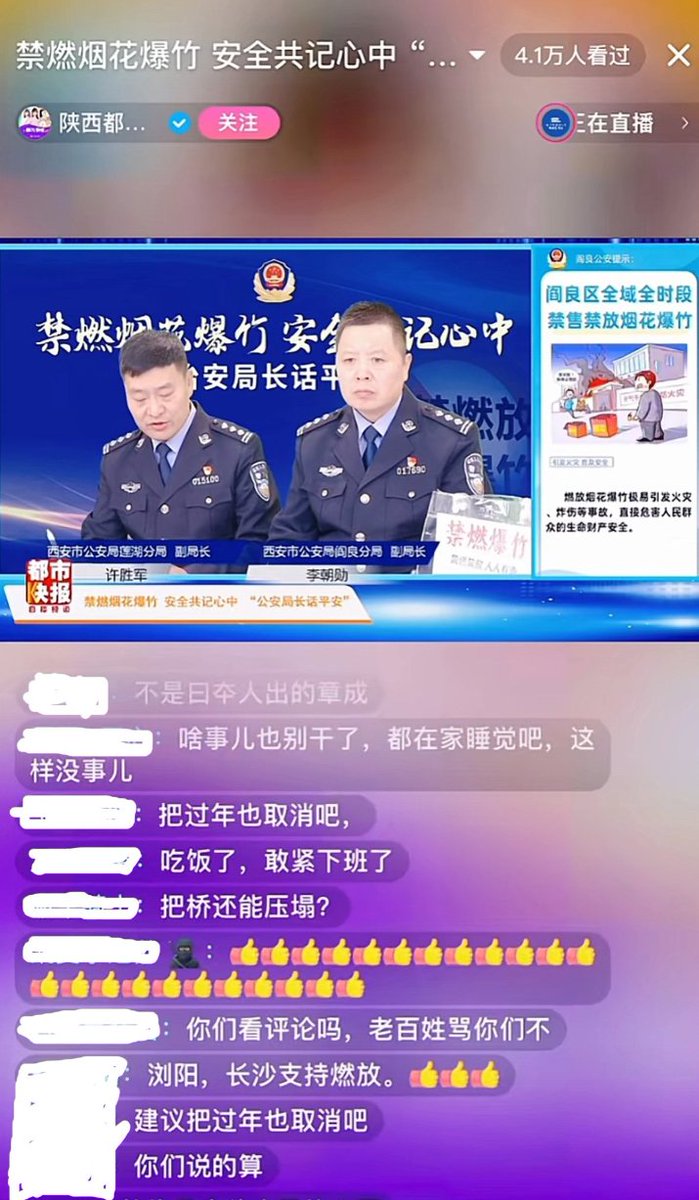 禁燃烟花爆竹 安全共记心中“...
4.1万人看过
陕西都...
关注
正在直播
禁燃烟花爆竹 安全共记心中
公安局长话平
015100
017690
西安市公安局莲湖分局 副局长
许胜军
西安市公安局阎良分局 副局长
李朝勋
禁燃爆竹
阎良公安提示:
阎良区全域全时段
禁售禁放烟花爆竹
引发火灾 危及安全
燃放烟花爆竹极易引发火灾
、炸伤等事故，直接危害人民群
众的生命财产安全。
都市
快报
禁燃烟花爆竹 安全共记心中 “公安局长话平安”
不是曰夲人出的章成
啥事儿也别干了，都在家睡觉吧，这
样没事儿
把过年也取消吧，
吃饭了，敢紧下班了
把桥还能压塌？
👍👍👍👍👍👍👍👍👍👍👍👍
👍👍👍👍👍👍👍👍👍👍👍
你们看评论吗，老百姓骂你们不
浏阳，长沙支持燃放。👍👍👍
建议把过年也取消吧
你们说的算